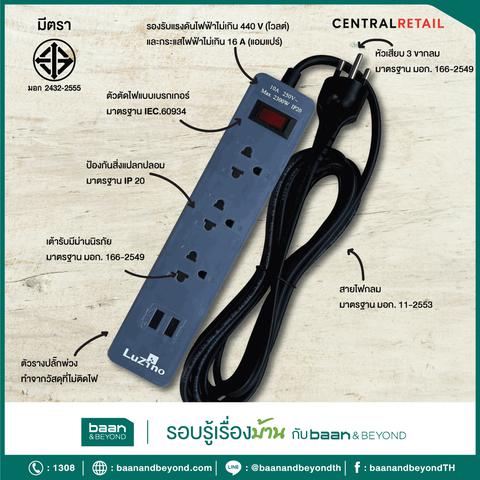 มีตรา
มอก 2432-2555
รองรับแรงดันไฟฟ้าไม่เกิน 440 V (โวลต์)
และกระแสไฟฟ้าไม่เกิน 16 A (แอมแปร์)
CENTRALRETAIL
หัวเสียบ 3 ขากลม
มาตรฐาน มอก. 166-2549
ตัวตัดไฟแบบเบรกเกอร์
มาตรฐาน IEC.60934
10A 250V~
Max 2300W IP20
ป้องกันสิ่งแปลกปลอม
มาตรฐาน IP 20
เต้ารับมีม่านนิรภัย
มาตรฐาน มอก. 166-2549
สายไฟกลม
มาตรฐาน มอก. 11-2553
ตัวรางปลั๊กพ่วง
ทำจากวัสดุที่ไม่ติดไฟ
LuZino
baan & BEYOND
รอบรู้เรื่องบ้าน กับ baan & BEYOND
: 1308 : baanandbeyond.com LINE : @baanandbeyondth : baanandbeyondTH